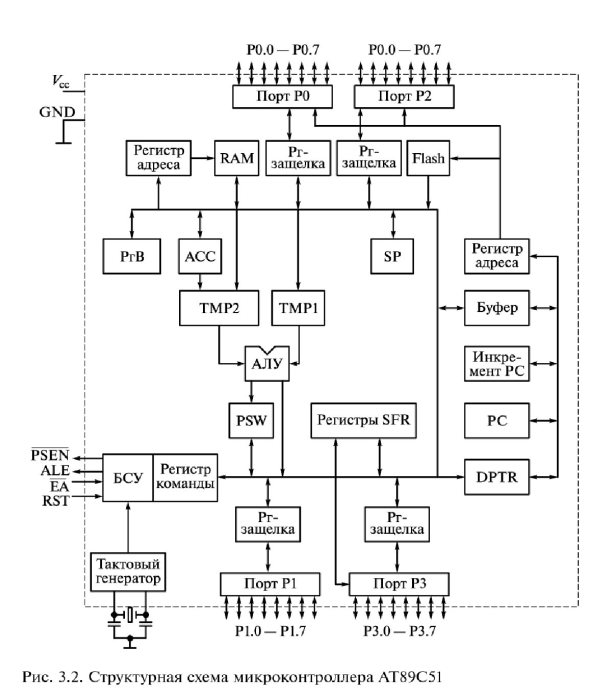 P0.0 — P0.7
P0.0 — P0.7
Vcc
GND
Порт P0
Порт P2
Регистр
адреса
RAM
Рг-
защелка
Рг-
защелка
Flash
РгВ
ACC
SP
Регистр
адреса
TMP2
TMP1
Буфер
АЛУ
Инкре-
мент PC
PSW
Регистры SFR
PC
PSEN
ALE
EA
RST
БСУ
Регистр
команды
DPTR
Рг-
защелка
Рг-
защелка
Тактовый
генератор
Порт P1
Порт P3
P1.0 — P1.7
P3.0 — P3.7
Рис. 3.2. Структурная схема микроконтроллера AT89C51